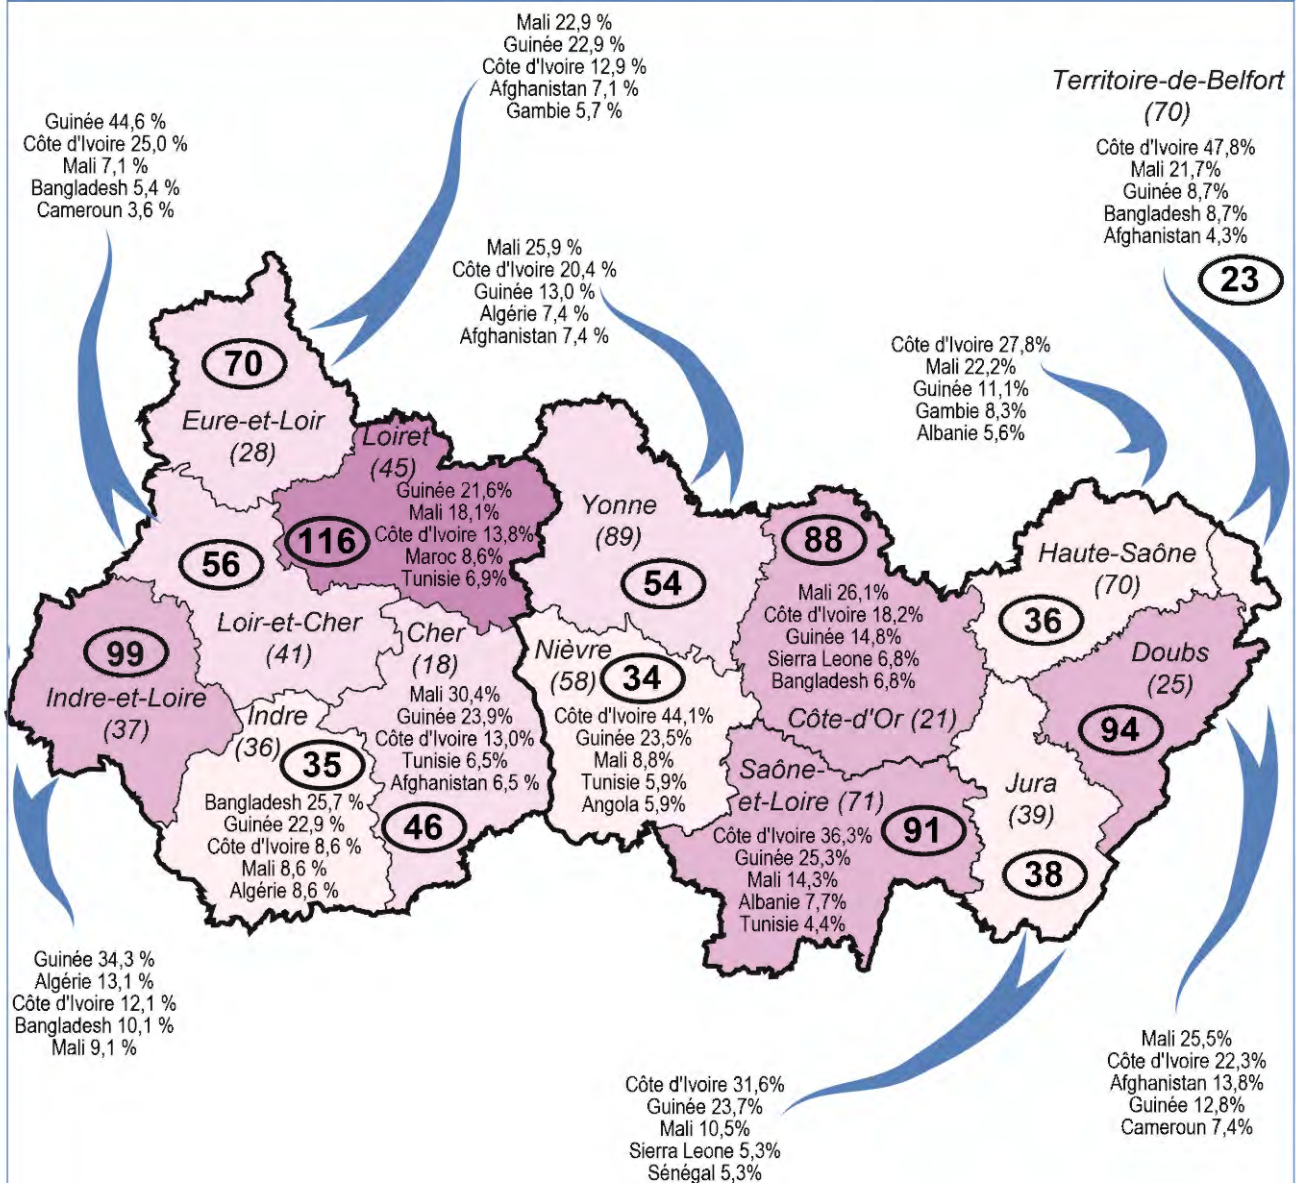 Mali 22,9 %
Guinée 22,9 %
Côte d'Ivoire 12,9 %
Afghanistan 7,1 %
Gambie 5,7 %
Territoire-de-Belfort
(70)
Côte d'Ivoire 47,8%
Mali 21,7%
Guinée 8,7%
Bangladesh 8,7%
Afghanistan 4,3%
23
Guinée 44,6 %
Côte d'Ivoire 25,0 %
Mali 7,1 %
Bangladesh 5,4 %
Cameroun 3,6 %
Mali 25,9 %
Côte d'Ivoire 20,4 %
Guinée 13,0 %
Algérie 7,4 %
Afghanistan 7,4 %
Côte d'Ivoire 27,8%
Mali 22,2%
Guinée 11,1%
Gambie 8,3%
Albanie 5,6%
70
Eure-et-Loir
(28)
Loiret
(45)
Guinée 21,6%
Mali 18,1%
Côte d'Ivoire 13,8%
Maroc 8,6%
Tunisie 6,9%
116
Yonne
(89)
54
88
Mali 26,1%
Côte d'Ivoire 18,2%
Guinée 14,8%
Sierra Leone 6,8%
Bangladesh 6,8%
Côte-d'Or (21)
Haute-Saône
(70)
36
56
Loir-et-Cher
(41)
99
Indre-et-Loire
(37)
Cher
(18)
Mali 30,4%
Guinée 23,9%
Côte d'Ivoire 13,0%
Tunisie 6,5%
Afghanistan 6,5 %
46
Nièvre
(58)
34
Côte d'Ivoire 44,1%
Guinée 23,5%
Mali 8,8%
Tunisie 5,9%
Angola 5,9%
Doubs
(25)
94
Indre
(36)
35
Bangladesh 25,7 %
Guinée 22,9 %
Côte d'Ivoire 8,6 %
Mali 8,6 %
Algérie 8,6 %
Saône-
et-Loire (71)
91
Côte d'Ivoire 36,3%
Guinée 25,3%
Mali 14,3%
Albanie 7,7%
Tunisie 4,4%
Jura
(39)
38
Guinée 34,3 %
Algérie 13,1 %
Côte d'Ivoire 12,1 %
Bangladesh 10,1 %
Mali 9,1 %
Côte d'Ivoire 31,6%
Guinée 23,7%
Mali 10,5%
Sierra Leone 5,3%
Sénégal 5,3%
Mali 25,5%
Côte d'Ivoire 22,3%
Afghanistan 13,8%
Guinée 12,8%
Cameroun 7,4%